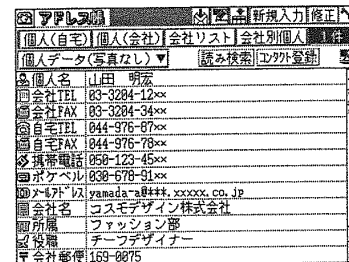 アドレス帳 新規入力 修正
個人(自宅) 個人(会社) 会社リスト 会社別個人 1件
個人データ(写真なし)▼ 読み検索 コンタクト登録
個人名 山田 明宏
会社TEL 03-3204-12××
会社FAX 03-3204-34××
自宅TEL 044-976-87××
自宅FAX 044-976-78××
携帯電話 050-123-45××
ポケベル 030-678-91××
メールアドレス yamada-a@***.xxxxx.co.jp
会社名 コスモデザイン株式会社
所属 ファッション部
役職 チーフデザイナー
〒会社郵便 169-0075